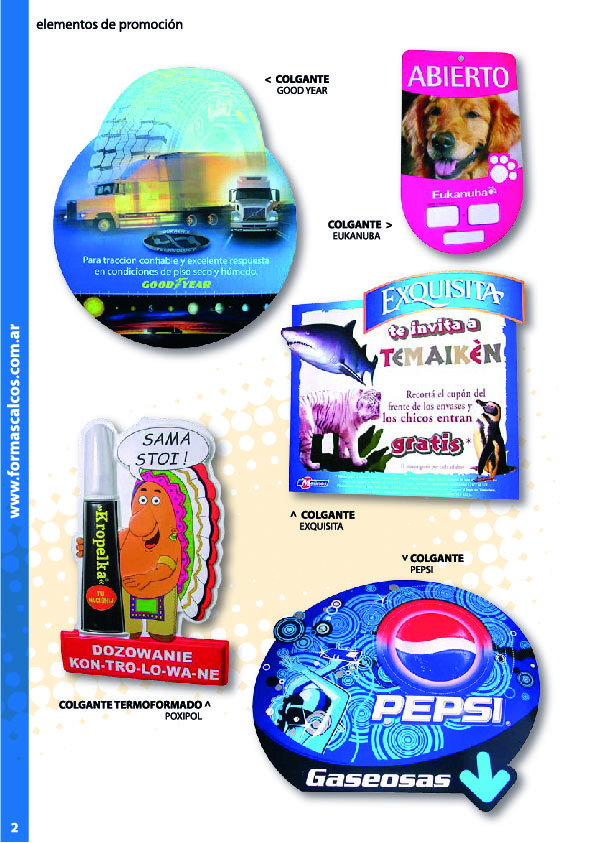 elementos de promoción
< COLGANTE
GOOD YEAR
Para tracción confiable y excelente respuesta
en condiciones de piso seco y húmedo.
GOODYEAR
ABIERTO
Eukanuba
COLGANTE >
EUKANUBA
EXQUISITA
te invita a
TEMAIKÈN
Recortá el cupón del
frente de los envases y
los chicos entran
gratis*
^ COLGANTE
EXQUISITA
SAMA
STOI !
"Kropelka"
TU
NACIŚNIJ
DOZOWANIE
KON-TRO-LO-WA-NE
COLGANTE TERMOFORMADO ^
POXIPOL
v COLGANTE
PEPSI
PEPSI
Gaseosas
www.formascalcos.com.ar
2